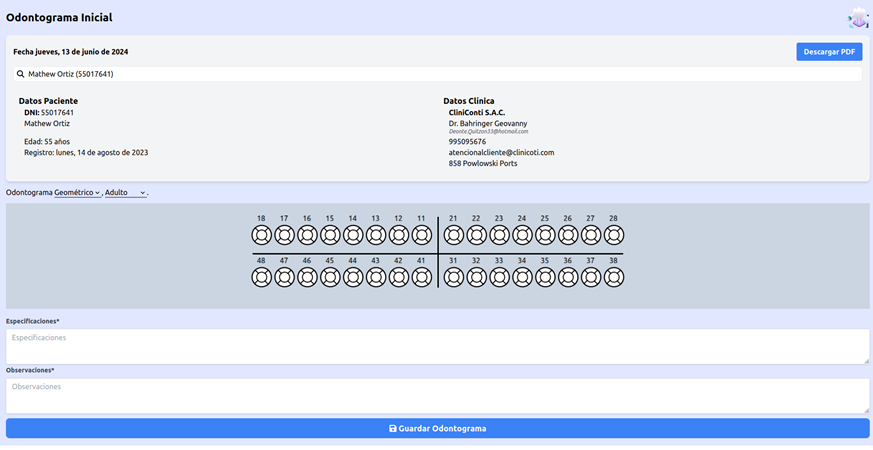 Odontograma Inicial
Fecha jueves, 13 de junio de 2024
Descargar PDF
Mathew Ortiz (55017641)
Datos Paciente
DNI: 55017641
Mathew Ortiz
Edad: 55 años
Registro: lunes, 14 de agosto de 2023
Datos Clínica
CliniConti S.A.C.
Dr. Bahringer Geovanny
Deonte.Quitzon33@hotmail.com
995095676
atencionalcliente@clinicoti.com
858 Powlowski Ports
Odontograma Geométrico , Adulto .
18 17 16 15 14 13 12 11 21 22 23 24 25 26 27 28
48 47 46 45 44 43 42 41 31 32 33 34 35 36 37 38
Especificaciones*
Especificaciones
Observaciones*
Observaciones
Guardar Odontograma